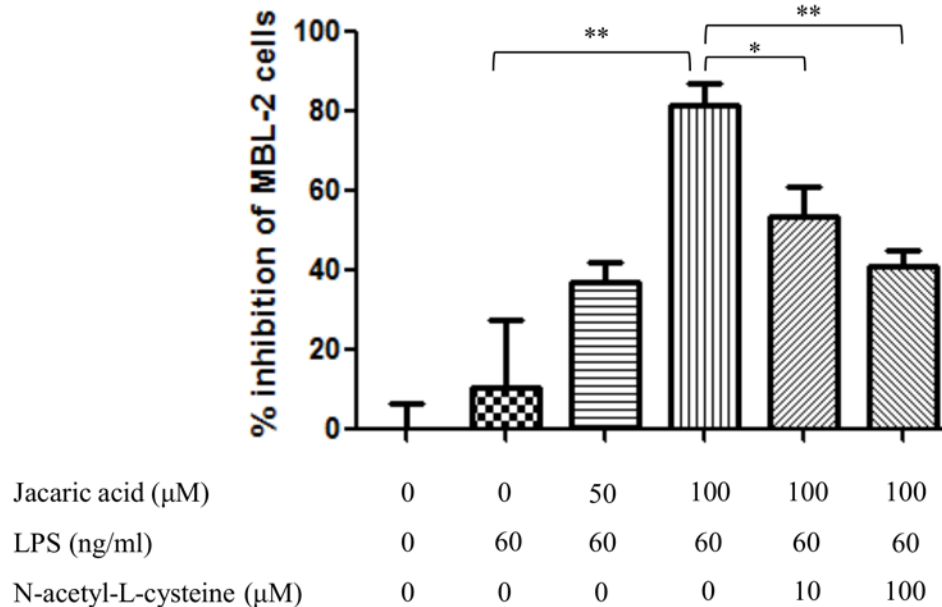 % inhibition of MBL-2 cells
100
80
60
40
20
0
**
**
*
Jacaric acid (μM) 0 0 50 100 100 100
LPS (ng/ml) 0 60 60 60 60 60
N-acetyl-L-cysteine (μM) 0 0 0 0 10 100